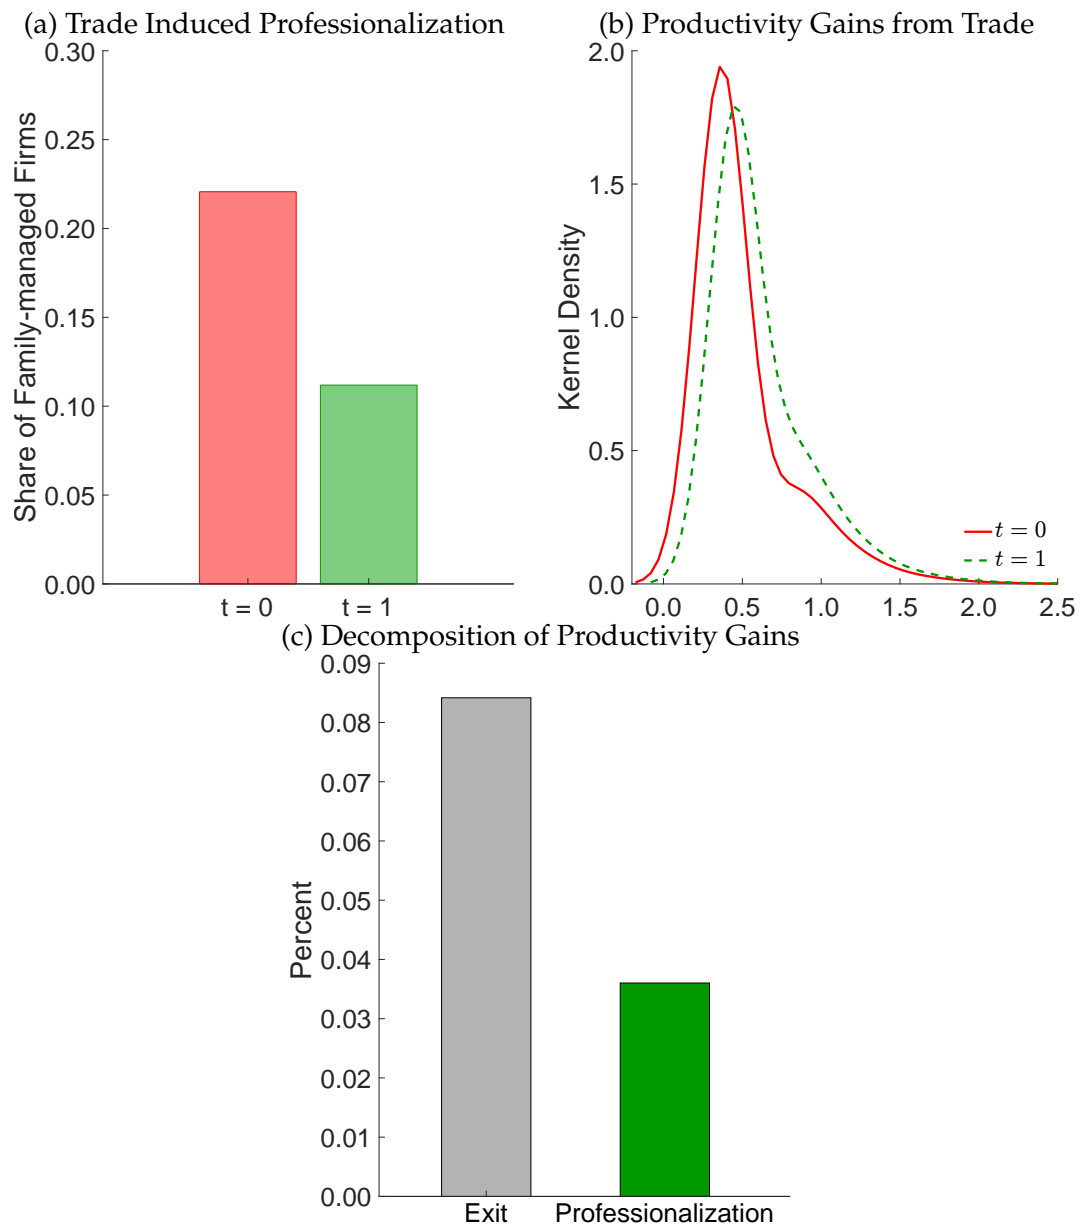 (a) Trade Induced Professionalization
Share of Family-managed Firms
0.30
0.25
0.20
0.15
0.10
0.05
0.00
t = 0
t = 1
(b) Productivity Gains from Trade
Kernel Density
2.0
1.5
1.0
0.5
0.0
0.0
0.5
1.0
1.5
2.0
2.5
t = 0
t = 1
(c) Decomposition of Productivity Gains
Percent
0.09
0.08
0.07
0.06
0.05
0.04
0.03
0.02
0.01
0.00
Exit
Professionalization